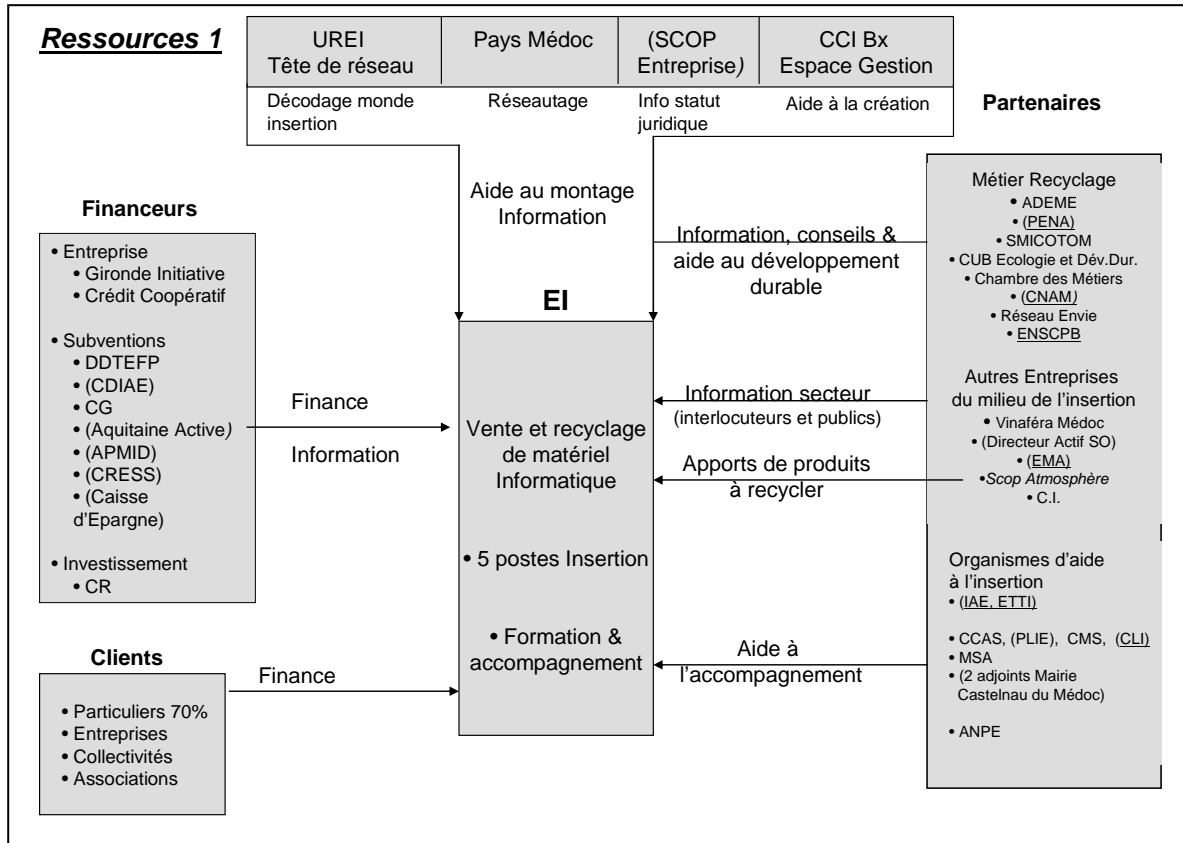 Ressources 1
UREI
Tête de réseau
Pays Médoc
(SCOP
Entreprise)
CCI Bx
Espace Gestion
Décodage monde
insertion
Réseautage
Info statut
juridique
Aide à la création
Partenaires
Aide au montage
Information
Financeurs
• Entreprise
• Gironde Initiative
• Crédit Coopératif
• Subventions
• DDTEFP
• (CDIAE)
• CG
• (Aquitaine Active)
• (APMID)
• (CRESS)
• (Caisse
d’Epargne)
• Investissement
• CR
Finance
Information
Clients
• Particuliers 70%
• Entreprises
• Collectivités
• Associations
Finance
EI
Vente et recyclage
de matériel
Informatique
• 5 postes Insertion
• Formation &
accompagnement
Information, conseils &
aide au développement
durable
Information secteur
(interlocuteurs et publics)
Apports de produits
à recycler
Aide à
l’accompagnement
Métier Recyclage
• ADEME
• (PENA)
• SMICOTOM
• CUB Ecologie et Dév.Dur.
• Chambre des Métiers
• (CNAM)
• Réseau Envie
• ENSCPB
Autres Entreprises
du milieu de l’insertion
• Vinaféra Médoc
• (Directeur Actif SO)
• (EMA)
• Scop Atmosphère
• C.I.
Organismes d’aide
à l’insertion
• (IAE, ETTI)
• CCAS, (PLIE), CMS, (CLI)
• MSA
• (2 adjoints Mairie
Castelnau du Médoc)
• ANPE